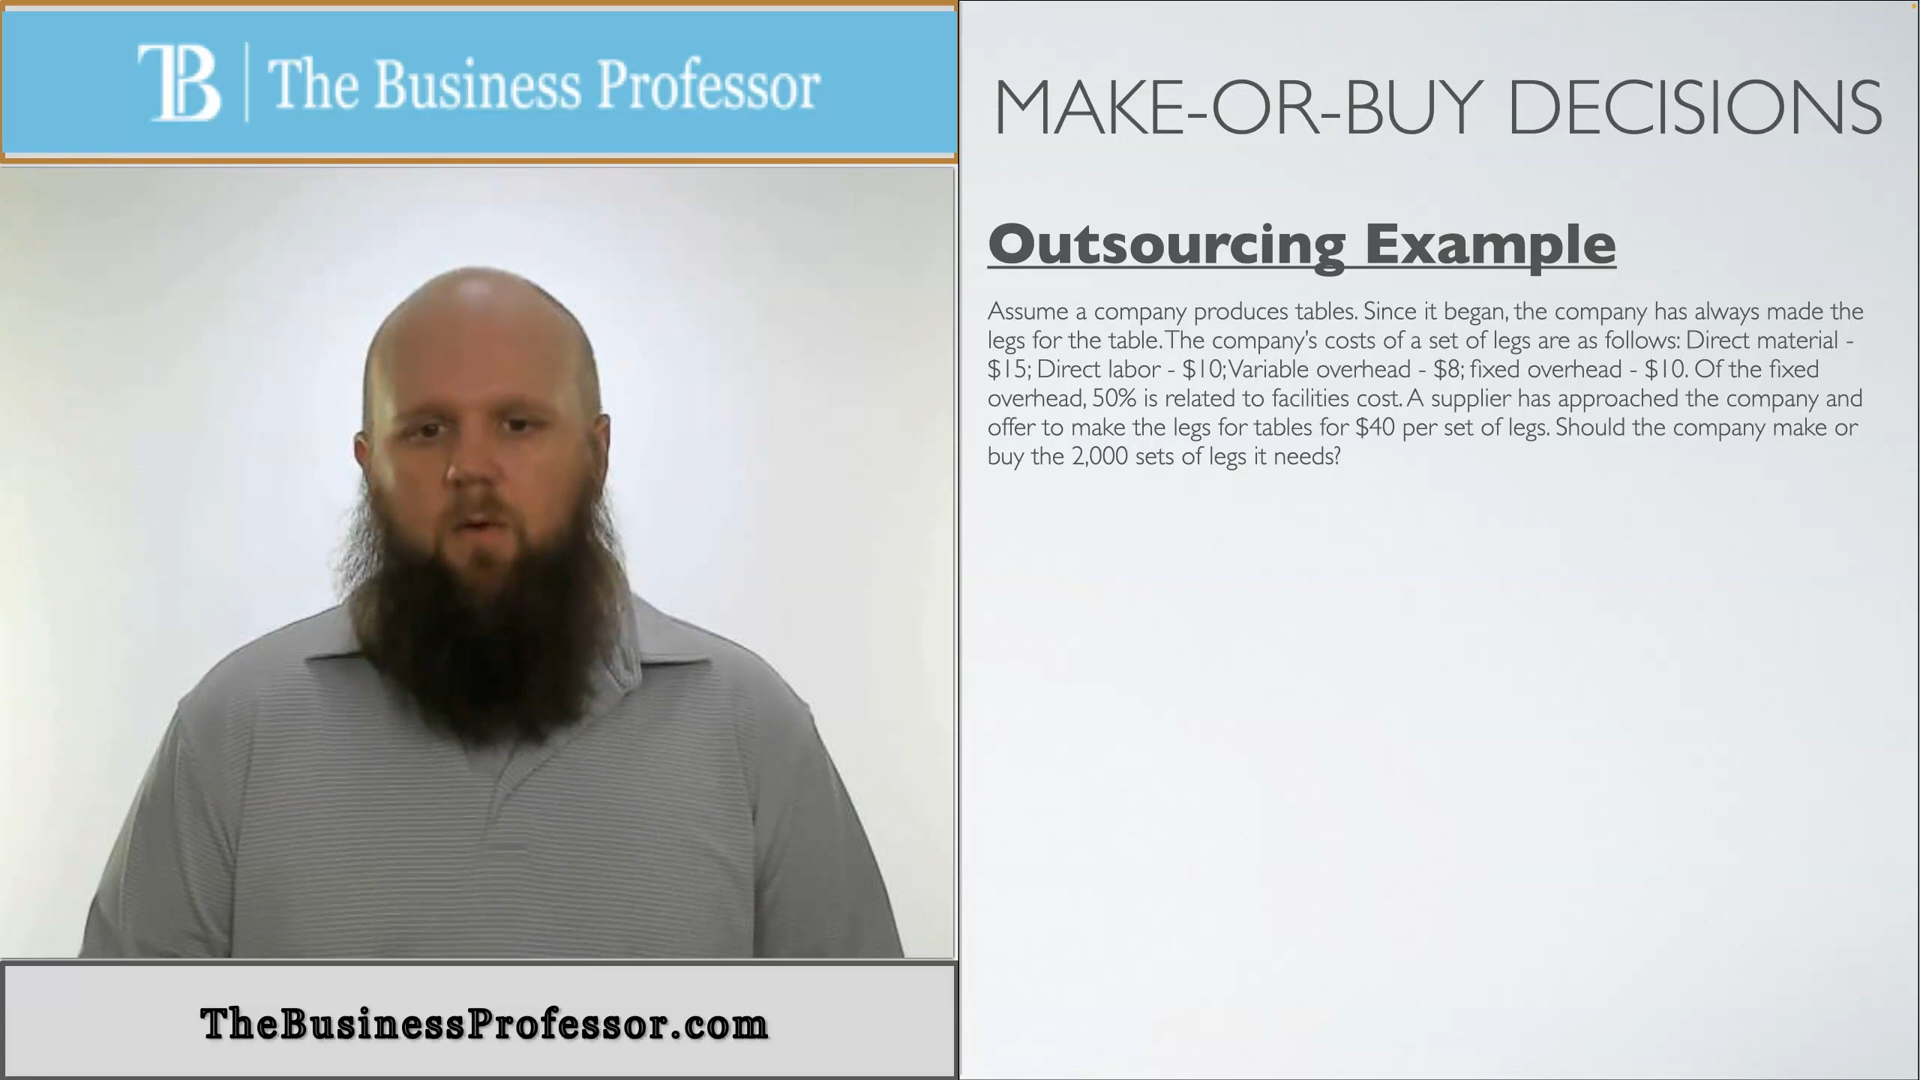 TB | The Business Professor
TheBusinessProfessor.com
MAKE-OR-BUY DECISIONS
Outsourcing Example
Assume a company produces tables. Since it began, the company has always made the
legs for the table. The company's costs of a set of legs are as follows: Direct material -
$15; Direct labor - $10; Variable overhead - $8; fixed overhead - $10. Of the fixed
overhead, 50% is related to facilities cost. A supplier has approached the company and
offer to make the legs for tables for $40 per set of legs. Should the company make or
buy the 2,000 sets of legs it needs?